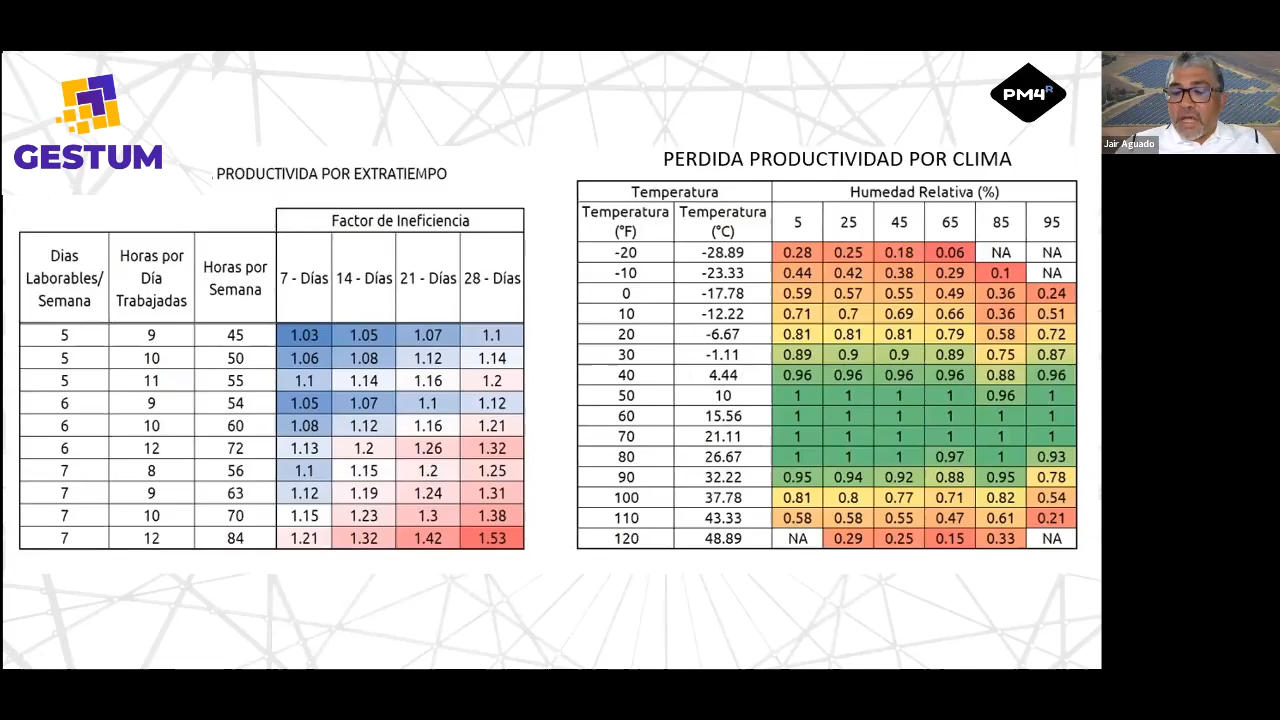 GESTUM
PM4R
Jair Aguado
PRODUCTIVIDA POR EXTRATIEMPO
Factor de Ineficiencia
Dias Laborables/ Semana | Horas por Día Trabajadas | Horas por Semana | 7 - Días | 14 - Días | 21 - Días | 28 - Días
5 | 9 | 45 | 1.03 | 1.05 | 1.07 | 1.1
5 | 10 | 50 | 1.06 | 1.08 | 1.12 | 1.14
5 | 11 | 55 | 1.1 | 1.14 | 1.16 | 1.2
6 | 9 | 54 | 1.05 | 1.07 | 1.1 | 1.12
6 | 10 | 60 | 1.08 | 1.12 | 1.16 | 1.21
6 | 12 | 72 | 1.13 | 1.2 | 1.26 | 1.32
7 | 8 | 56 | 1.1 | 1.15 | 1.2 | 1.25
7 | 9 | 63 | 1.12 | 1.19 | 1.24 | 1.31
7 | 10 | 70 | 1.15 | 1.23 | 1.3 | 1.38
7 | 12 | 84 | 1.21 | 1.32 | 1.42 | 1.53
PERDIDA PRODUCTIVIDAD POR CLIMA
Temperatura | Humedad Relativa (%)
Temperatura (°F) | Temperatura (°C) | 5 | 25 | 45 | 65 | 85 | 95
-20 | -28.89 | 0.28 | 0.25 | 0.18 | 0.06 | NA | NA
-10 | -23.33 | 0.44 | 0.42 | 0.38 | 0.29 | 0.1 | NA
0 | -17.78 | 0.59 | 0.57 | 0.55 | 0.49 | 0.36 | 0.24
10 | -12.22 | 0.71 | 0.7 | 0.69 | 0.66 | 0.36 | 0.51
20 | -6.67 | 0.81 | 0.81 | 0.81 | 0.79 | 0.58 | 0.72
30 | -1.11 | 0.89 | 0.9 | 0.9 | 0.89 | 0.75 | 0.87
40 | 4.44 | 0.96 | 0.96 | 0.96 | 0.96 | 0.88 | 0.96
50 | 10 | 1 | 1 | 1 | 1 | 0.96 | 1
60 | 15.56 | 1 | 1 | 1 | 1 | 1 | 1
70 | 21.11 | 1 | 1 | 1 | 1 | 1 | 1
80 | 26.67 | 1 | 1 | 1 | 0.97 | 1 | 0.93
90 | 32.22 | 0.95 | 0.94 | 0.92 | 0.88 | 0.95 | 0.78
100 | 37.78 | 0.81 | 0.8 | 0.77 | 0.71 | 0.82 | 0.54
110 | 43.33 | 0.58 | 0.58 | 0.55 | 0.47 | 0.61 | 0.21
120 | 48.89 | NA | 0.29 | 0.25 | 0.15 | 0.33 | NA